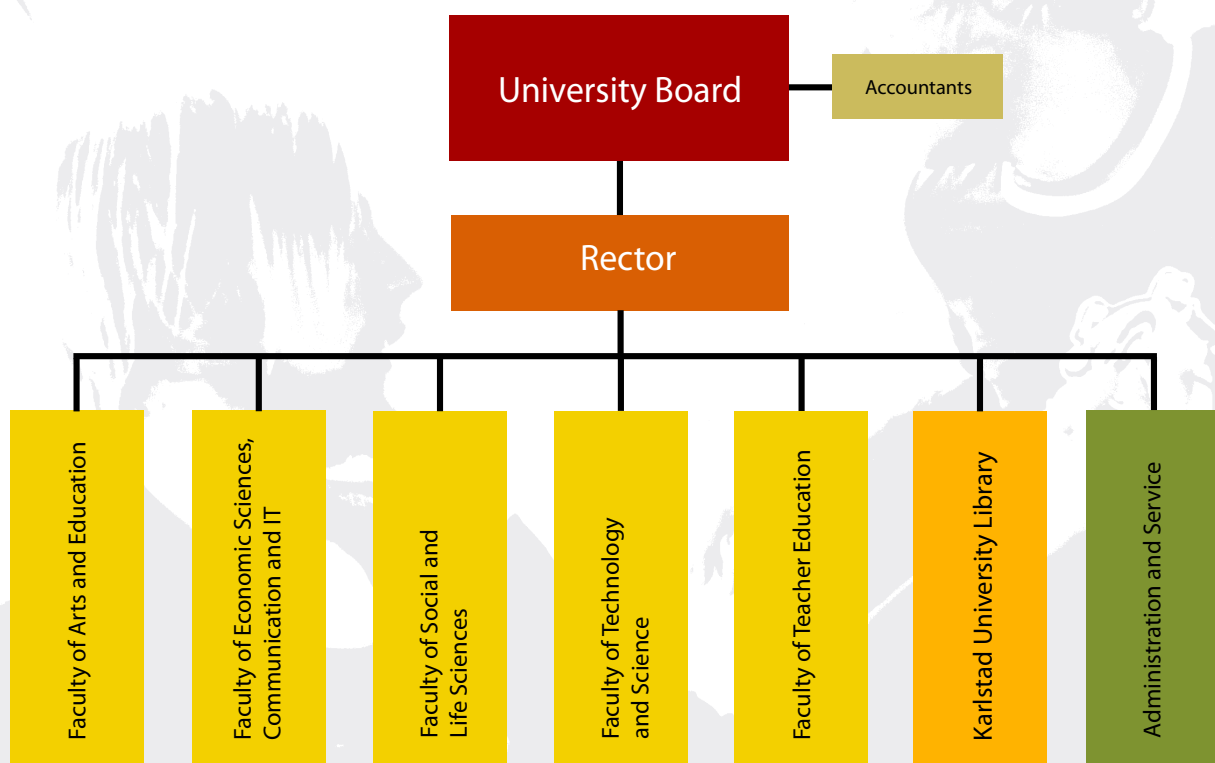 University Board
Accountants
Rector
Faculty of Arts and Education
Faculty of Economic Sciences,
Communication and IT
Faculty of Social and
Life Sciences
Faculty of Technology
and Science
Faculty of Teacher Education
Karlstad University Library
Administration and Service